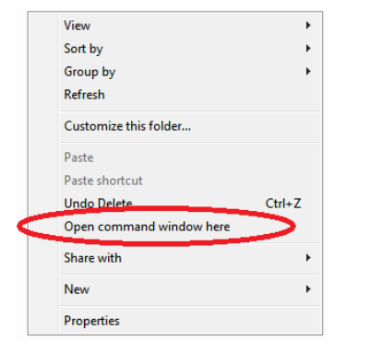 View
Sort by
Group by
Refresh
Customize this folder...
Paste
Paste shortcut
Undo Delete Ctrl+Z
Open command window here
Share with
New
Properties